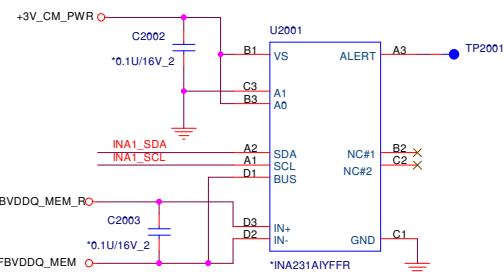 +3V_CM_PWR
C2002
*0.1U/16V_2
U2001
B1 VS
ALERT A3
TP2001
C3 A1
B3 A0
INA1_SDA A2 SDA
INA1_SCL A1 SCL
D1 BUS
NC#1 B2
NC#2 C2
BVDDQ_MEM_R
C2003
*0.1U/16V_2
D3 IN+
D2 IN-
GND C1
FBVDDQ_MEM
*INA231AIYFFR